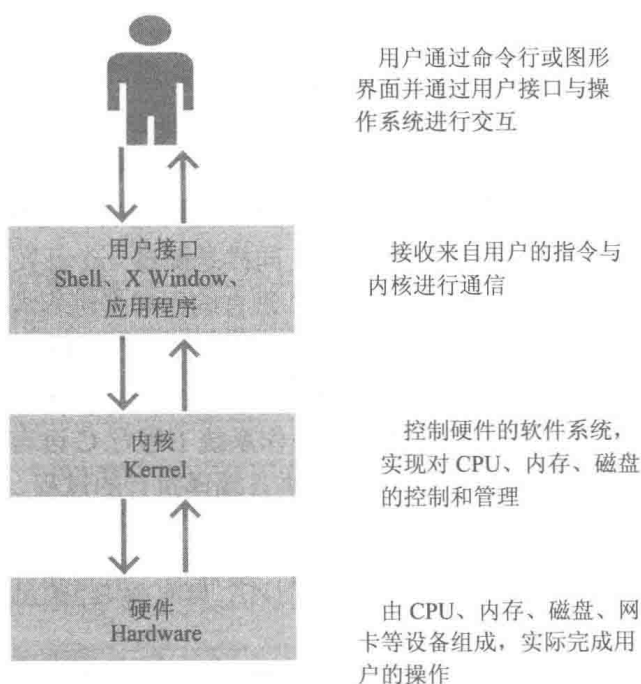 用户通过命令行或图形
界面并通过用户接口与操
作系统进行交互
用户接口
Shell、X Window、
应用程序
接收来自用户的指令与
内核进行通信
内核
Kernel
控制硬件的软件系统，
实现对 CPU、内存、磁盘
的控制和管理
硬件
Hardware
由 CPU、内存、磁盘、网
卡等设备组成，实际完成用
户的操作